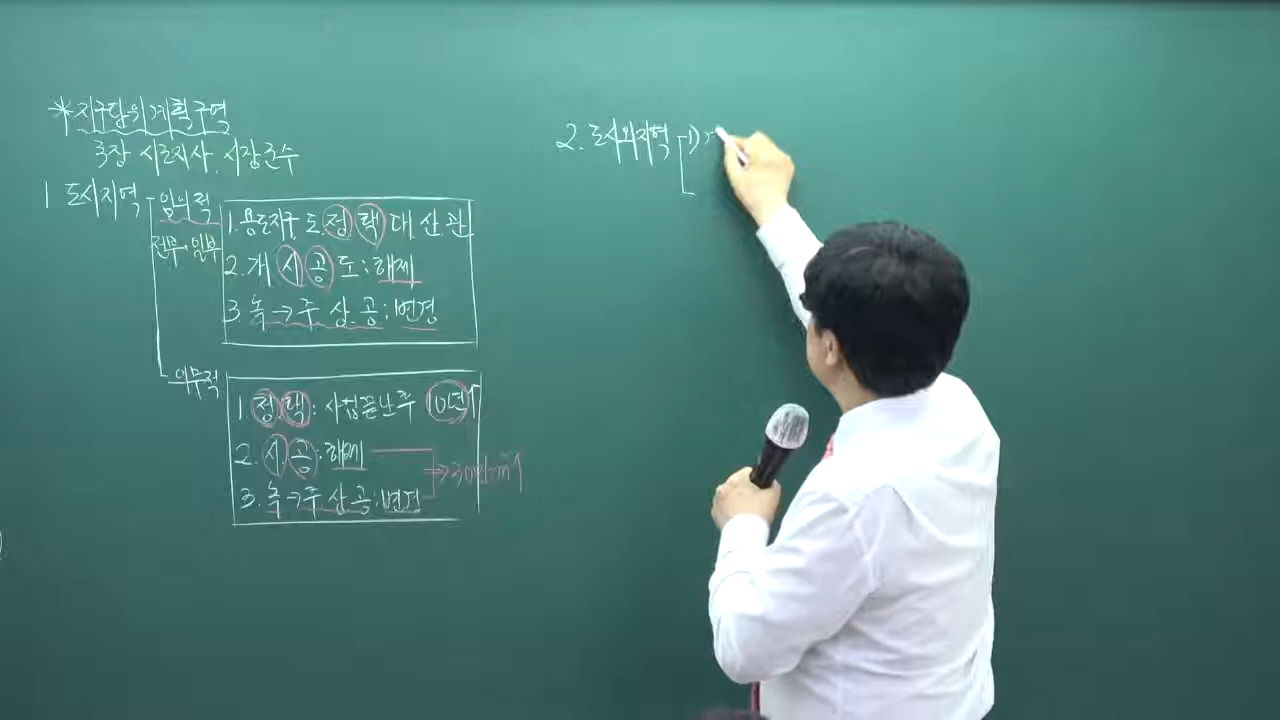 *지구단위계획구역
국장 시도지사. 시장군수
1 도시지역 임의적
전부·일부
1. 용도지구. 도. 정 택 대. 산. 관
2. 개 시 공 도 : 해제
3. 녹→주. 상. 공 : 변경
의무적
1. 정. 택 : 사업끝난후 10년↑
2. 시. 공 : 해제
→30만㎡↑
3. 녹→주 상 공 : 변경
2. 도시외지역 1)